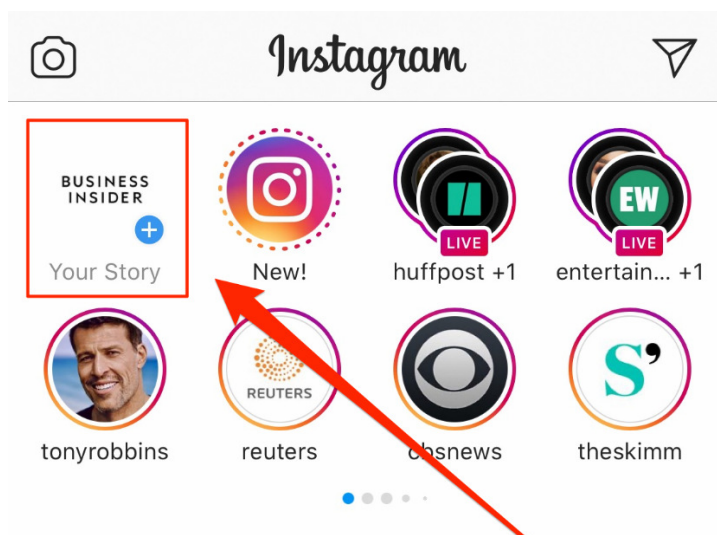 Instagram
BUSINESS
INSIDER
Your Story
New!
LIVE
huffpost +1
EW
LIVE
entertain... +1
tonyrobbins
REUTERS
reuters
cbsnews
S’
theskimm